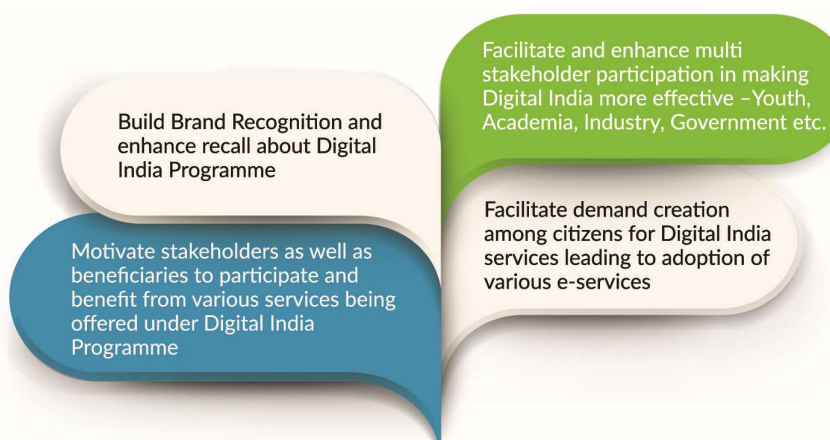 Facilitate and enhance multi
stakeholder participation in making
Digital India more effective –Youth,
Academia, Industry, Government etc.
Build Brand Recognition and
enhance recall about Digital
India Programme
Facilitate demand creation
among citizens for Digital India
services leading to adoption of
various e-services
Motivate stakeholders as well as
beneficiaries to participate and
benefit from various services being
offered under Digital India
Programme